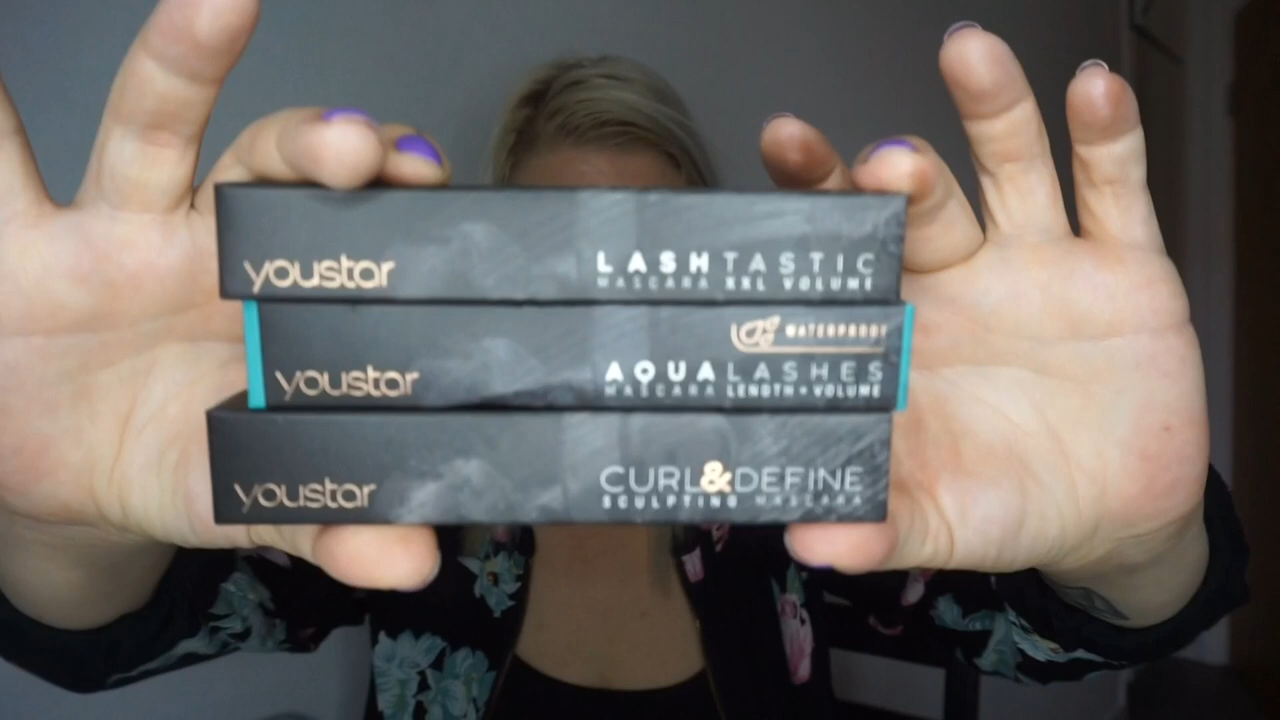 youstar
LASHTASTIC
MASCARA XXL VOLUME
WATERPROOF
youstar
AQUALASHES
MASCARA LENGTH + VOLUME
youstar
CURL&DEFINE
SCULPTING MASCARA